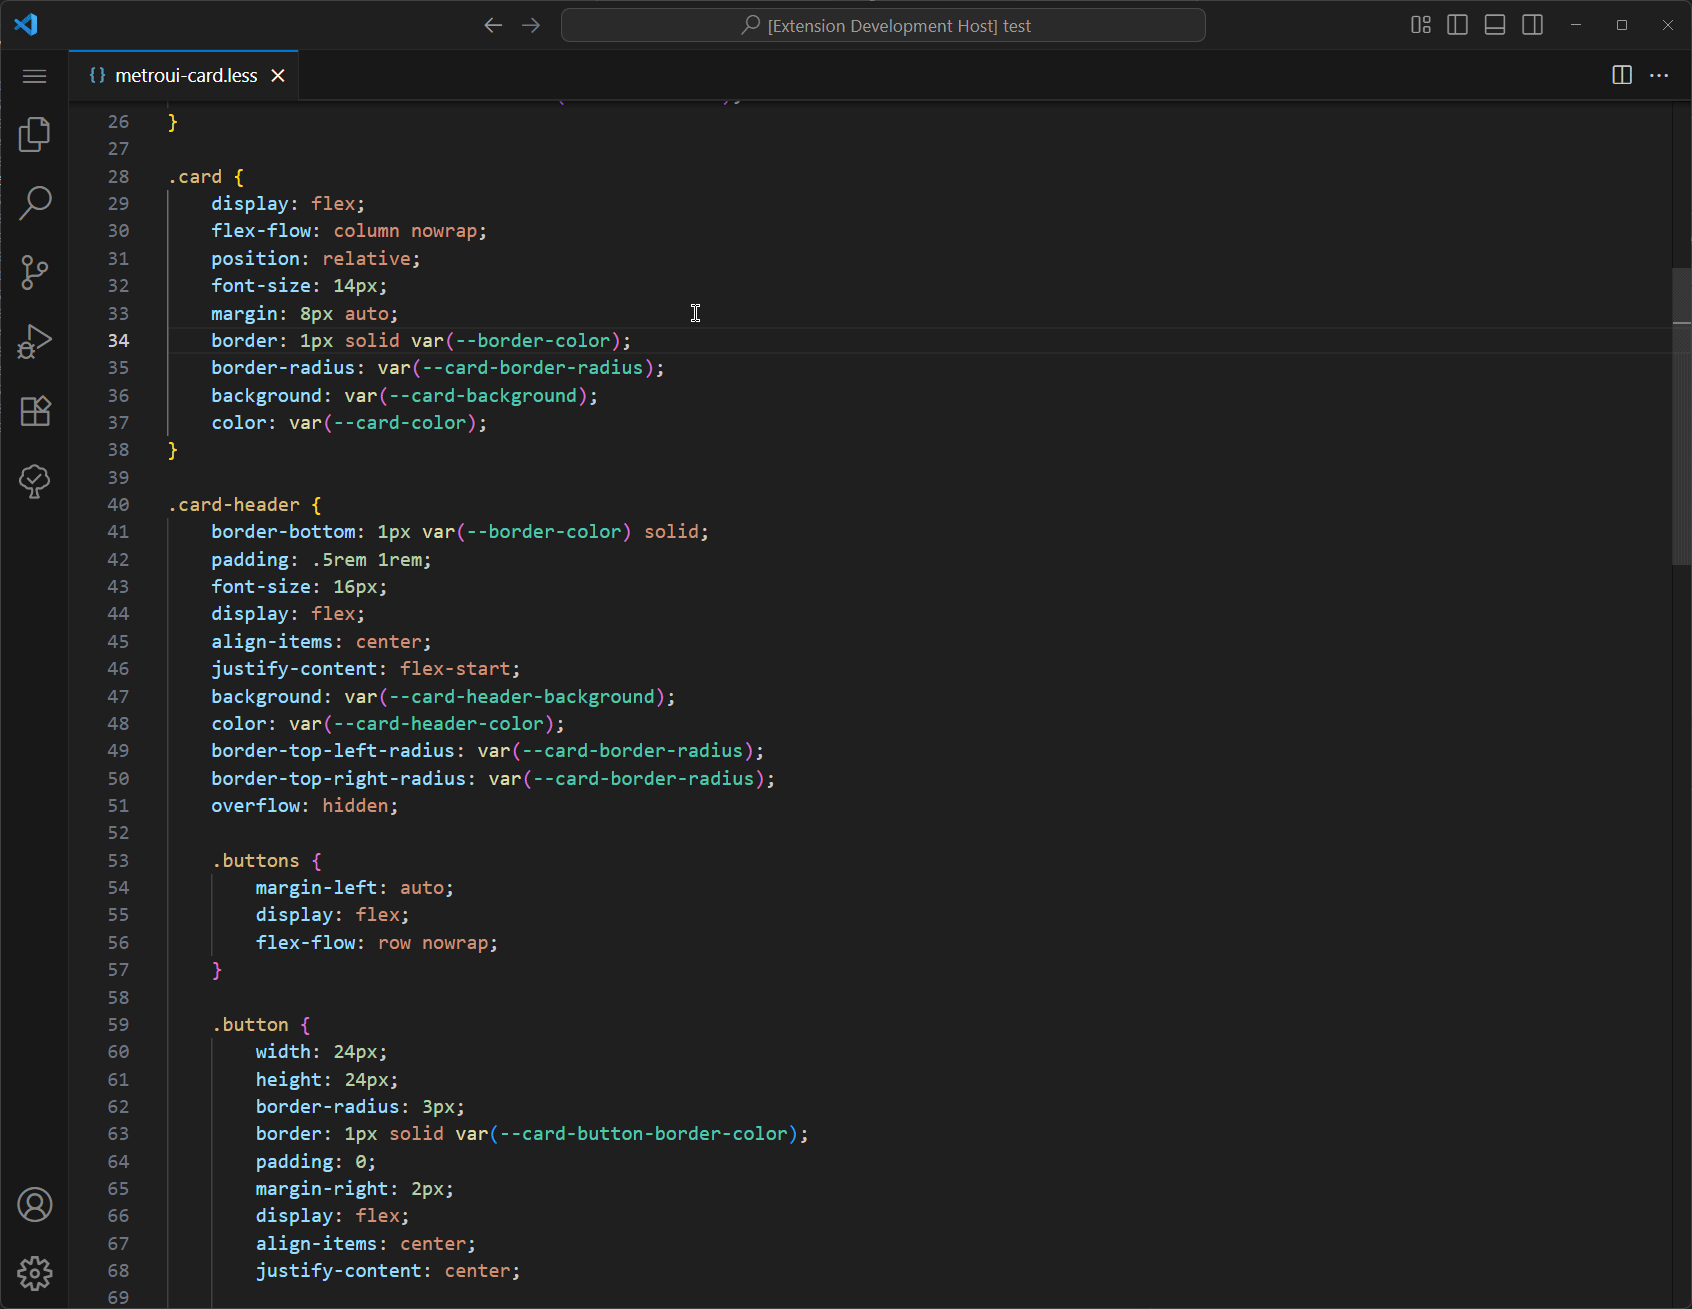 [Extension Development Host] test
{} metroui-card.less
26 }
27
28 .card {
29 display: flex;
30 flex-flow: column nowrap;
31 position: relative;
32 font-size: 14px;
33 margin: 8px auto;
34 border: 1px solid var(--border-color);
35 border-radius: var(--card-border-radius);
36 background: var(--card-background);
37 color: var(--card-color);
38 }
39
40 .card-header {
41 border-bottom: 1px var(--border-color) solid;
42 padding: .5rem 1rem;
43 font-size: 16px;
44 display: flex;
45 align-items: center;
46 justify-content: flex-start;
47 background: var(--card-header-background);
48 color: var(--card-header-color);
49 border-top-left-radius: var(--card-border-radius);
50 border-top-right-radius: var(--card-border-radius);
51 overflow: hidden;
52
53 .buttons {
54 margin-left: auto;
55 display: flex;
56 flex-flow: row nowrap;
57 }
58
59 .button {
60 width: 24px;
61 height: 24px;
62 border-radius: 3px;
63 border: 1px solid var(--card-button-border-color);
64 padding: 0;
65 margin-right: 2px;
66 display: flex;
67 align-items: center;
68 justify-content: center;
69